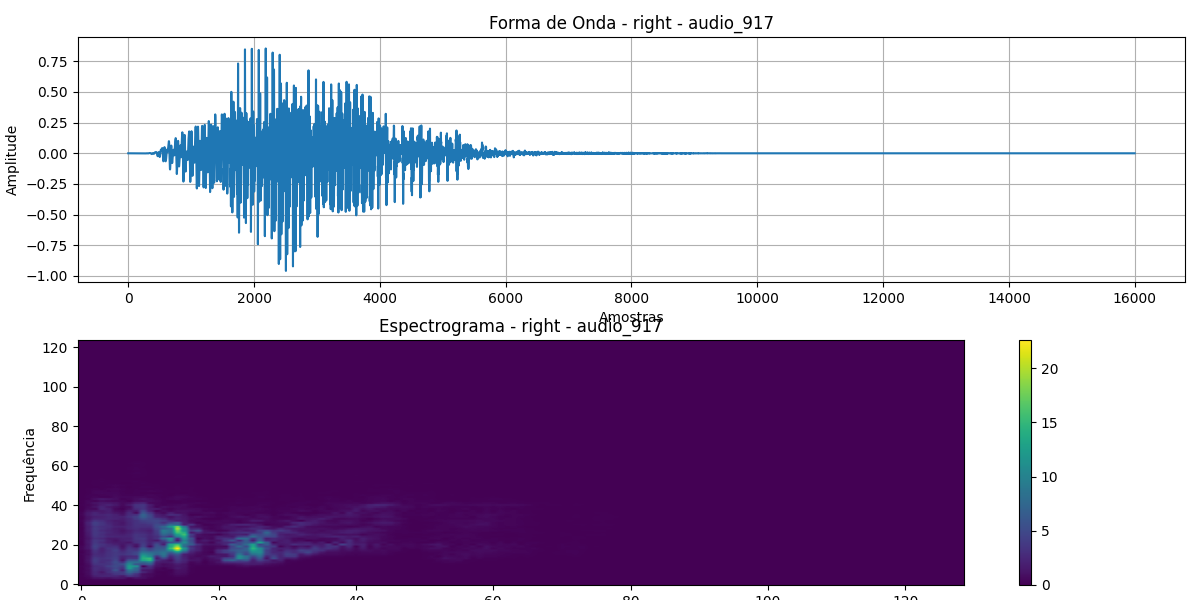 Forma de Onda - right - audio_917
0.75
0.50
0.25
0.00
−0.25
−0.50
−0.75
−1.00
Amplitude
0 2000 4000 6000 8000 10000 12000 14000 16000
Amostras
Espectrograma - right - audio_917
120
100
80
60
40
20
0
Frequência
0 20 40 60 80 100 120
20
15
10
5
0